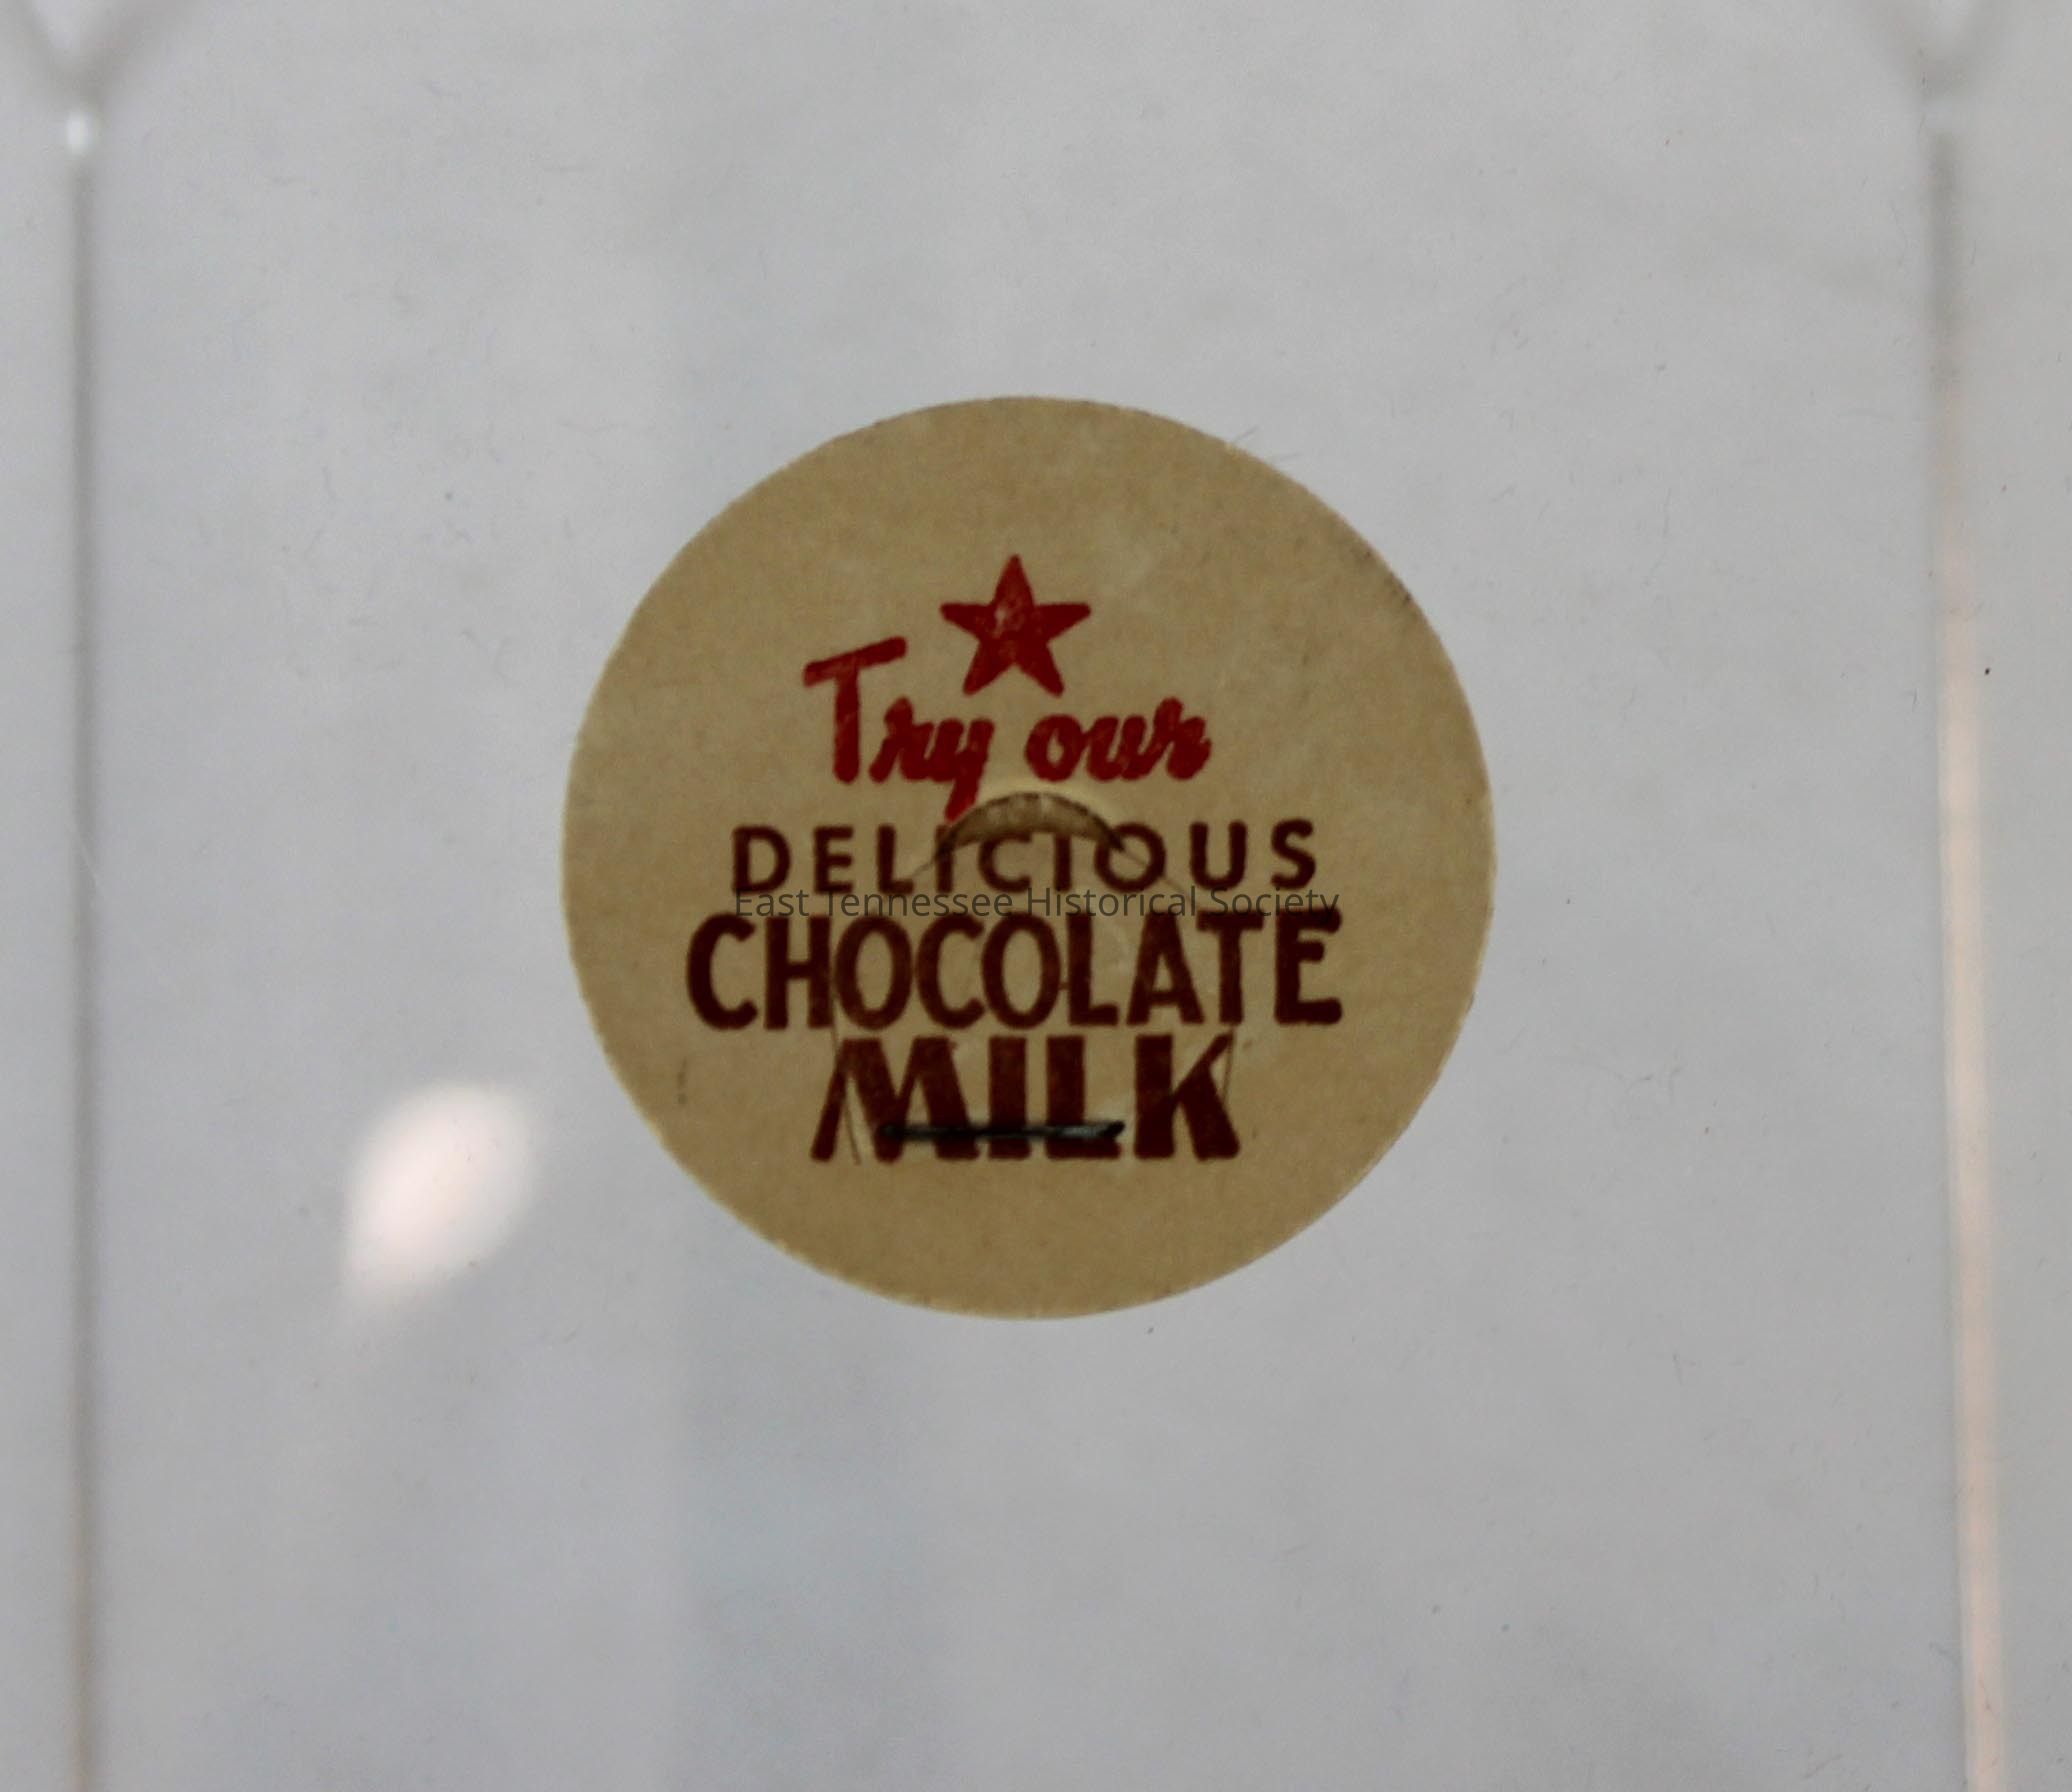 Try our
DELICIOUS
East Tennessee Historical Society
CHOCOLATE
MILK